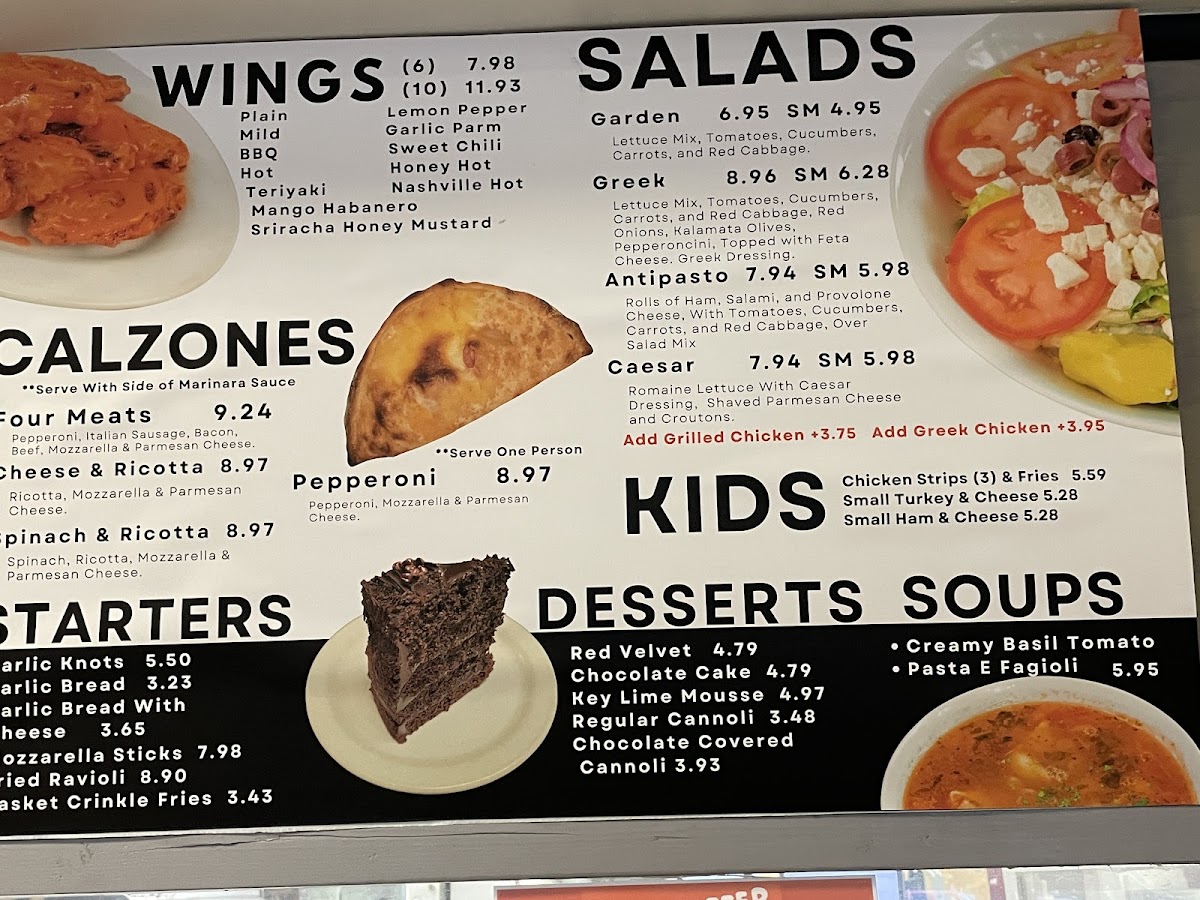 WINGS (6) 7.98
(10) 11.93
Plain
Mild
BBQ
Hot
Teriyaki
Mango Habanero
Sriracha Honey Mustard
Lemon Pepper
Garlic Parm
Sweet Chili
Honey Hot
Nashville Hot
CALZONES
**Serve With Side of Marinara Sauce
Four Meats 9.24
Pepperoni, Italian Sausage, Bacon,
Beef, Mozzarella & Parmesan Cheese.
Cheese & Ricotta 8.97
Ricotta, Mozzarella & Parmesan
Cheese.
Spinach & Ricotta 8.97
Spinach, Ricotta, Mozzarella &
Parmesan Cheese.
**Serve One Person
Pepperoni 8.97
Pepperoni, Mozzarella & Parmesan
Cheese.
STARTERS
arlic Knots 5.50
arlic Bread 3.23
arlic Bread With
heese 3.65
ozzarella Sticks 7.98
ried Ravioli 8.90
asket Crinkle Fries 3.43
SALADS
Garden 6.95 SM 4.95
Lettuce Mix, Tomatoes, Cucumbers,
Carrots, and Red Cabbage.
Greek 8.96 SM 6.28
Lettuce Mix, Tomatoes, Cucumbers,
Carrots, and Red Cabbage, Red
Onions, Kalamata Olives,
Pepperoncini, Topped with Feta
Cheese. Greek Dressing.
Antipasto 7.94 SM 5.98
Rolls of Ham, Salami, and Provolone
Cheese, With Tomatoes, Cucumbers,
Carrots, and Red Cabbage, Over
Salad Mix
Caesar 7.94 SM 5.98
Romaine Lettuce With Caesar
Dressing, Shaved Parmesan Cheese
and Croutons.
Add Grilled Chicken +3.75 Add Greek Chicken +3.95
KIDS
Chicken Strips (3) & Fries 5.59
Small Turkey & Cheese 5.28
Small Ham & Cheese 5.28
DESSERTS
Red Velvet 4.79
Chocolate Cake 4.79
Key Lime Mousse 4.97
Regular Cannoli 3.48
Chocolate Covered
Cannoli 3.93
SOUPS
• Creamy Basil Tomato
• Pasta E Fagioli 5.95